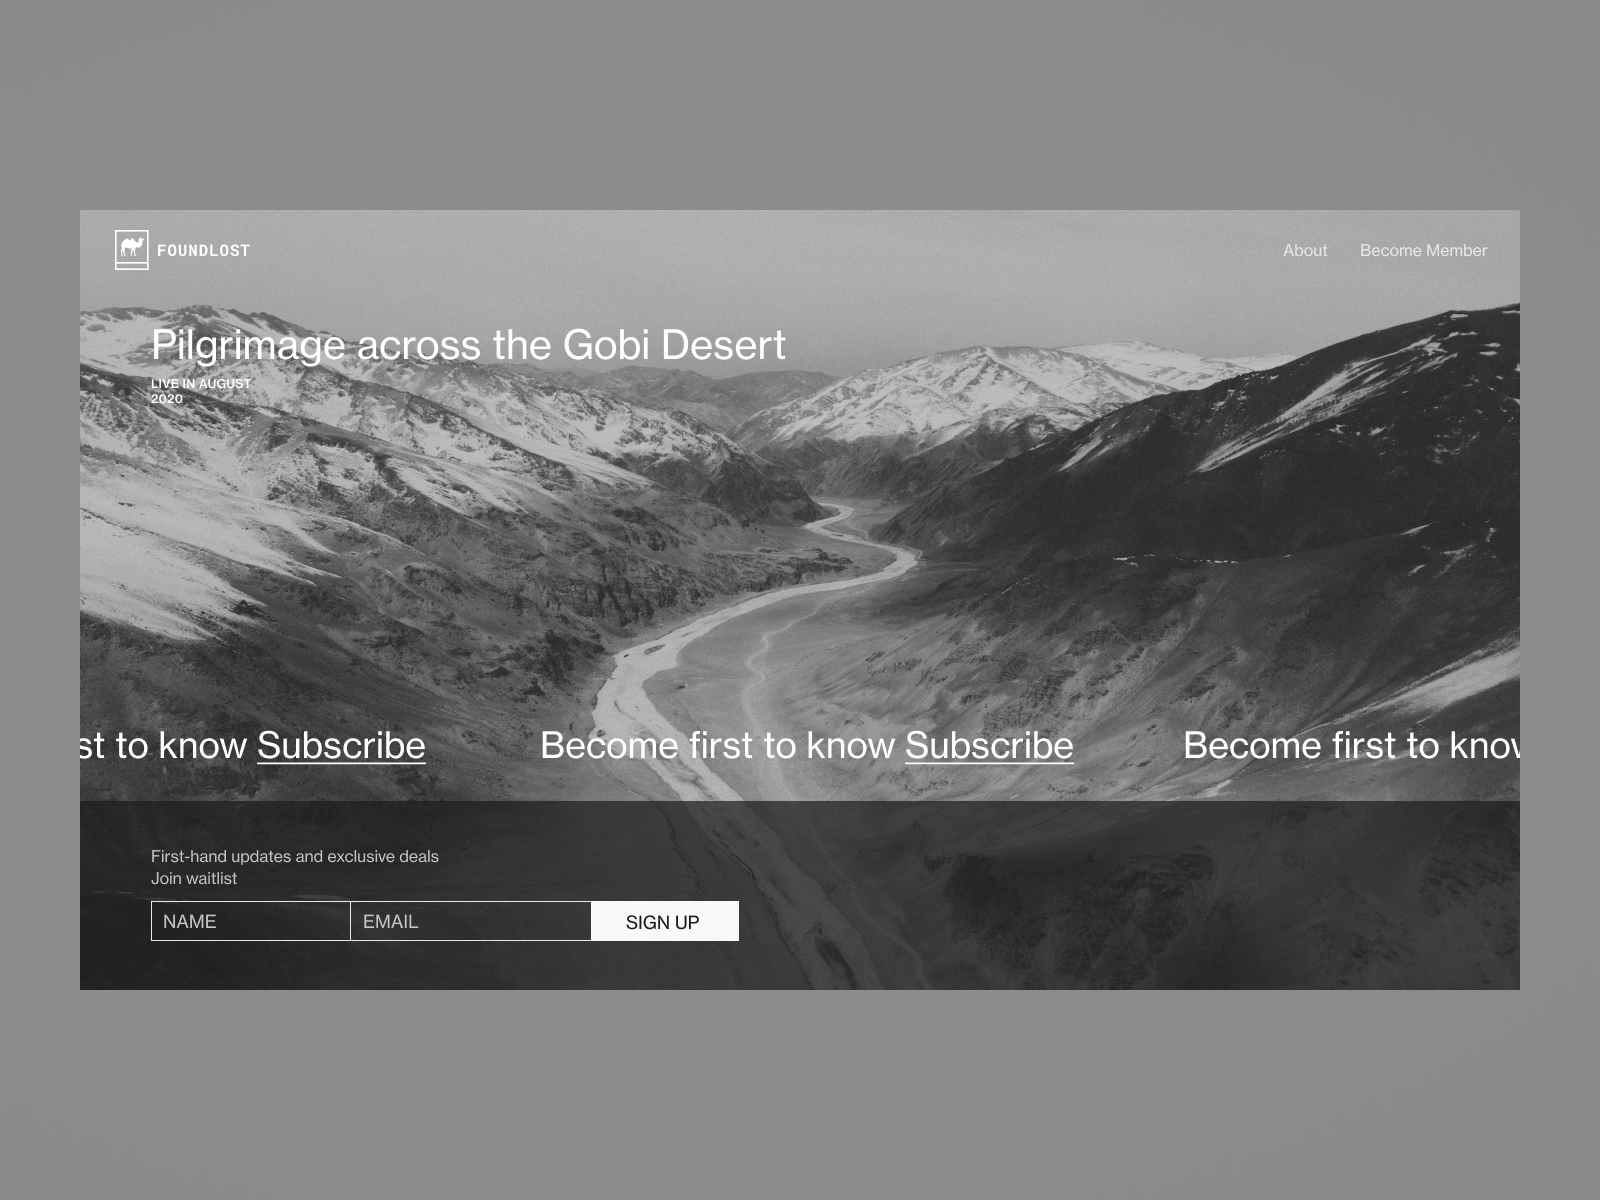 FOUNDLOST
About
Become Member
Pilgrimage across the Gobi Desert
LIVE IN AUGUST
2020
st to know Subscribe
Become first to know Subscribe
Become first to know
First-hand updates and exclusive deals
Join waitlist
NAME
EMAIL
SIGN UP